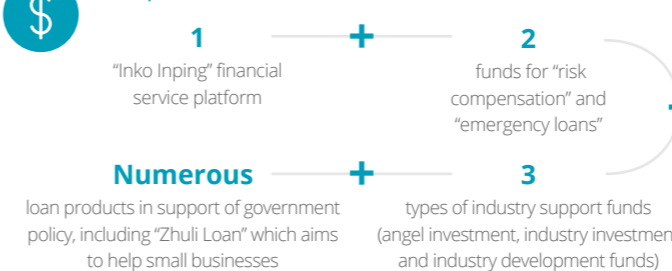 $
1
“Inko Inping” financial
service platform
+
2
funds for “risk
compensation” and
“emergency loans”
3
types of industry support funds
(angel investment, industry
and industry development funds)
+
Numerous
loan products in support of government
policy, including “Zhuli Loan” which aims
to help small businesses